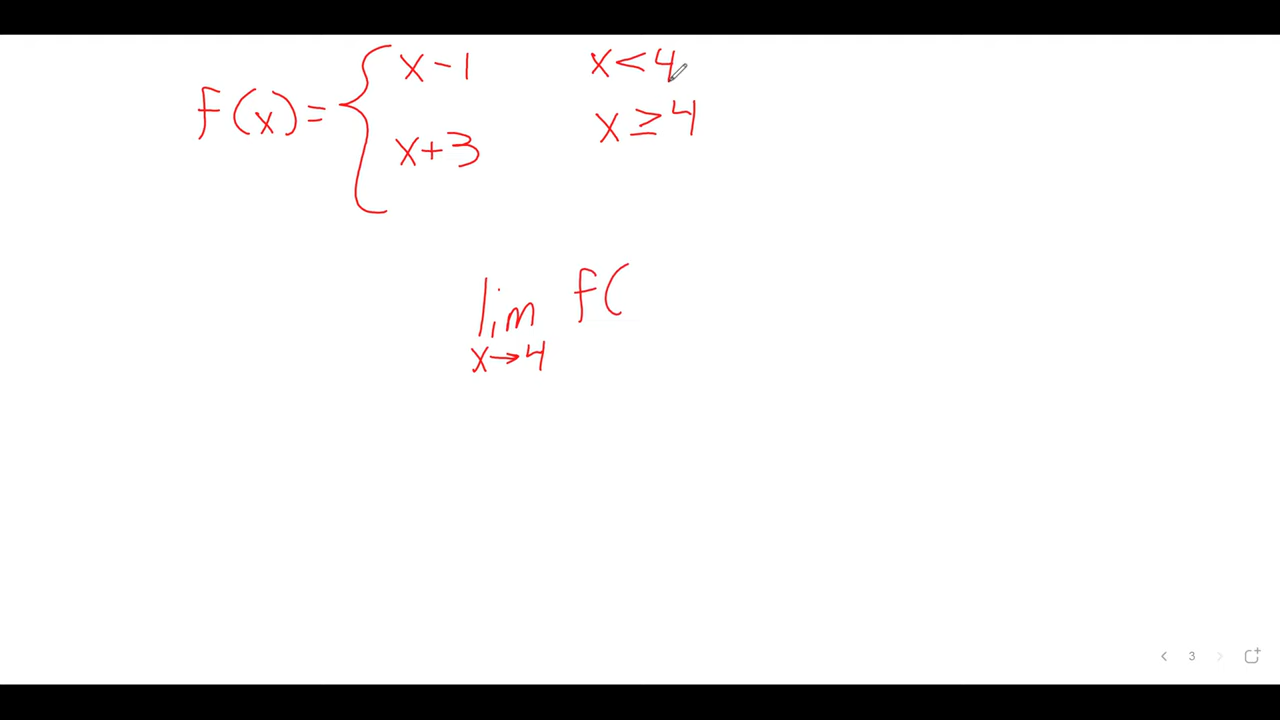 x-1 x<4
f(x)=
x≥4
x+3
lim f(
x→4
3